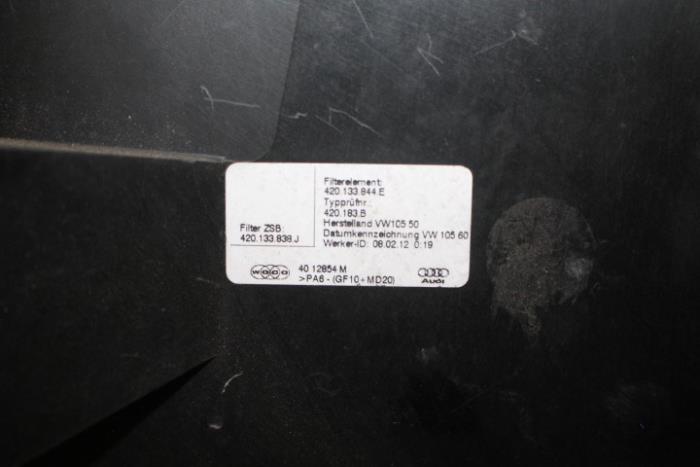 Filter ZSB:
420.133.838.J
Filterelement:
420.133.844.E
Typprüfnr.:
420.183.B
Herstelland VW105 50
Datumkennzeichnung VW 105 60
Werker-ID: 08.02.12 0:19
WOCO
40 12854 M
>PA6-(GF10+MD20)
Audi